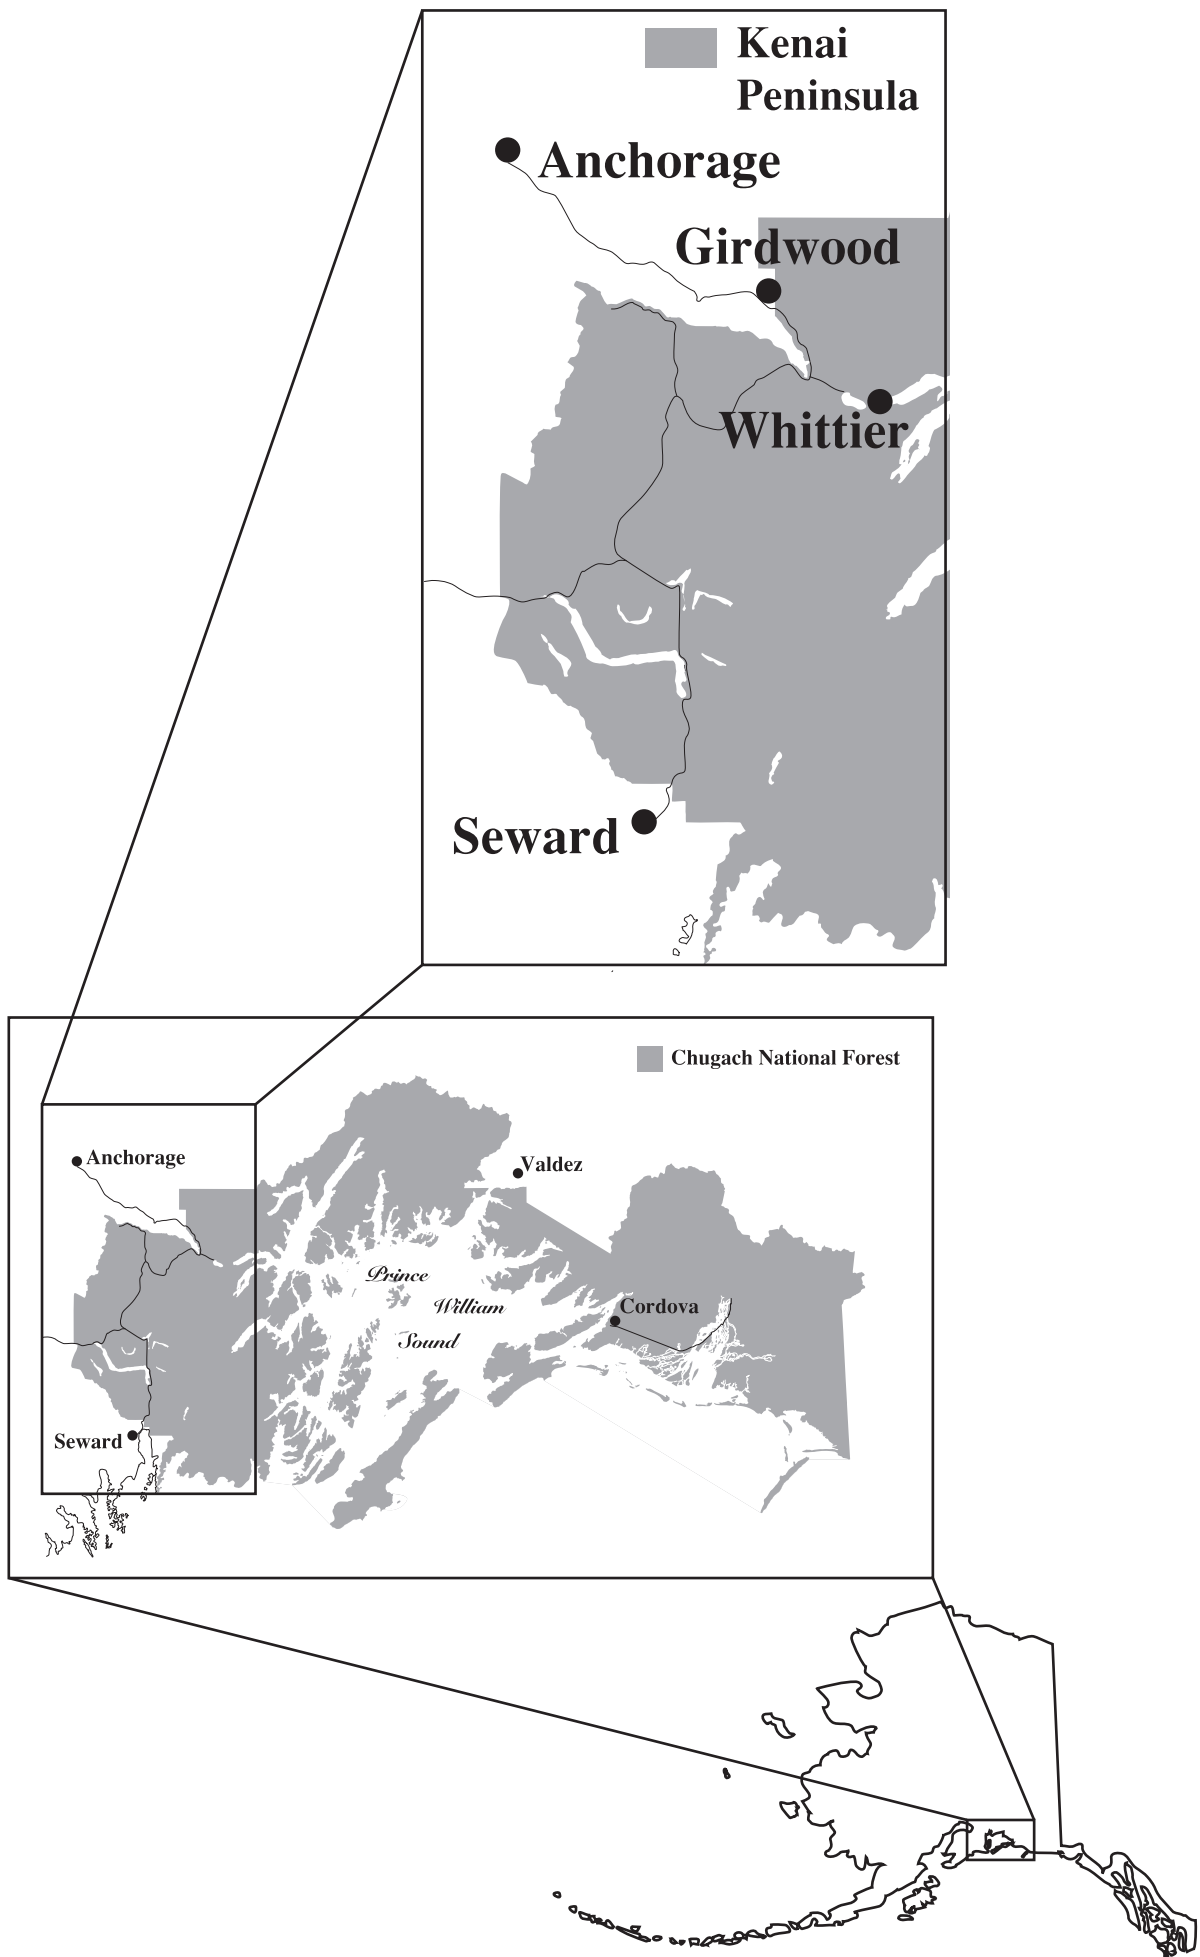 Kenai
Peninsula
Anchorage
Girdwood
Whittier
Seward
Chugach National Forest
Anchorage
Valdez
Prince
William
Sound
Cordova
Seward